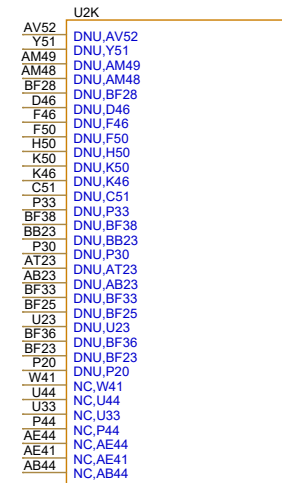 U2K
AV52 DNU,AV52
Y51 DNU,Y51
AM49 DNU,AM49
AM48 DNU,AM48
BF28 DNU,BF28
D46 DNU,D46
F46 DNU,F46
F50 DNU,F50
H50 DNU,H50
K50 DNU,K50
K46 DNU,K46
C51 DNU,C51
P33 DNU,P33
BF38 DNU,BF38
BB23 DNU,BB23
P30 DNU,P30
AT23 DNU,AT23
AB23 DNU,AB23
BF33 DNU,BF33
BF25 DNU,BF25
U23 DNU,U23
BF36 DNU,BF36
BF23 DNU,BF23
P20 DNU,P20
W41 NC,W41
U44 NC,U44
U33 NC,U33
P44 NC,P44
AE44 NC,AE44
AE41 NC,AE41
AB44 NC,AB44